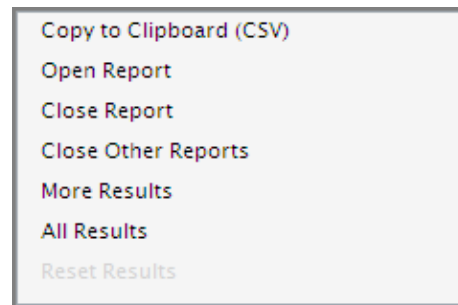 Copy to Clipboard (CSV)
Open Report
Close Report
Close Other Reports
More Results
All Results
Reset Results